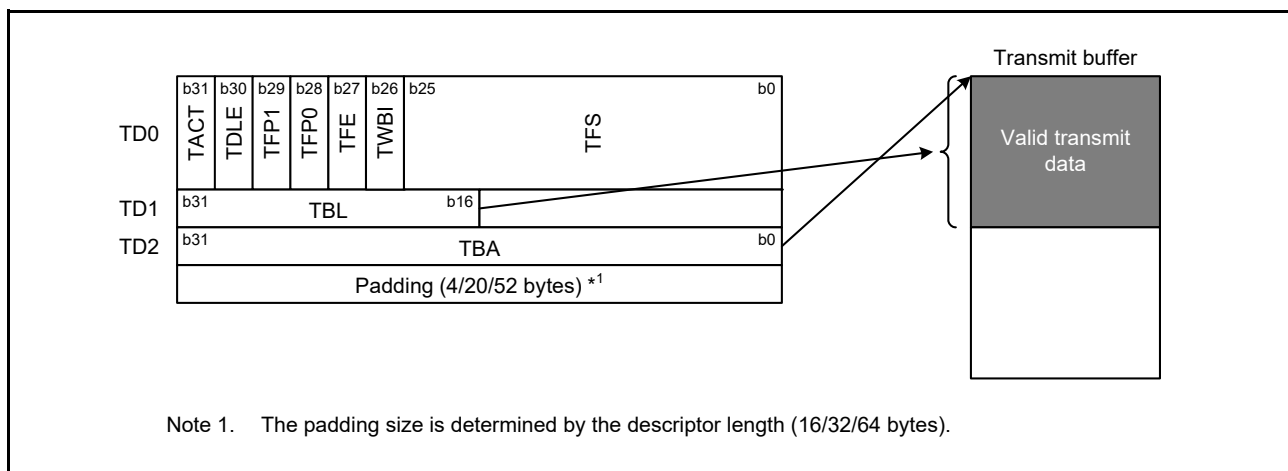 Transmit buffer
b31 b30 b29 b28 b27 b26 b25 b0
TD0 TACT TDLE TFP1 TFP0 TFE TWBI TFS
Valid transmit
data
TD1 b31 TBL b16
TD2 b31 TBA b0
Padding (4/20/52 bytes) *1
Note 1. The padding size is determined by the descriptor length (16/32/64 bytes).